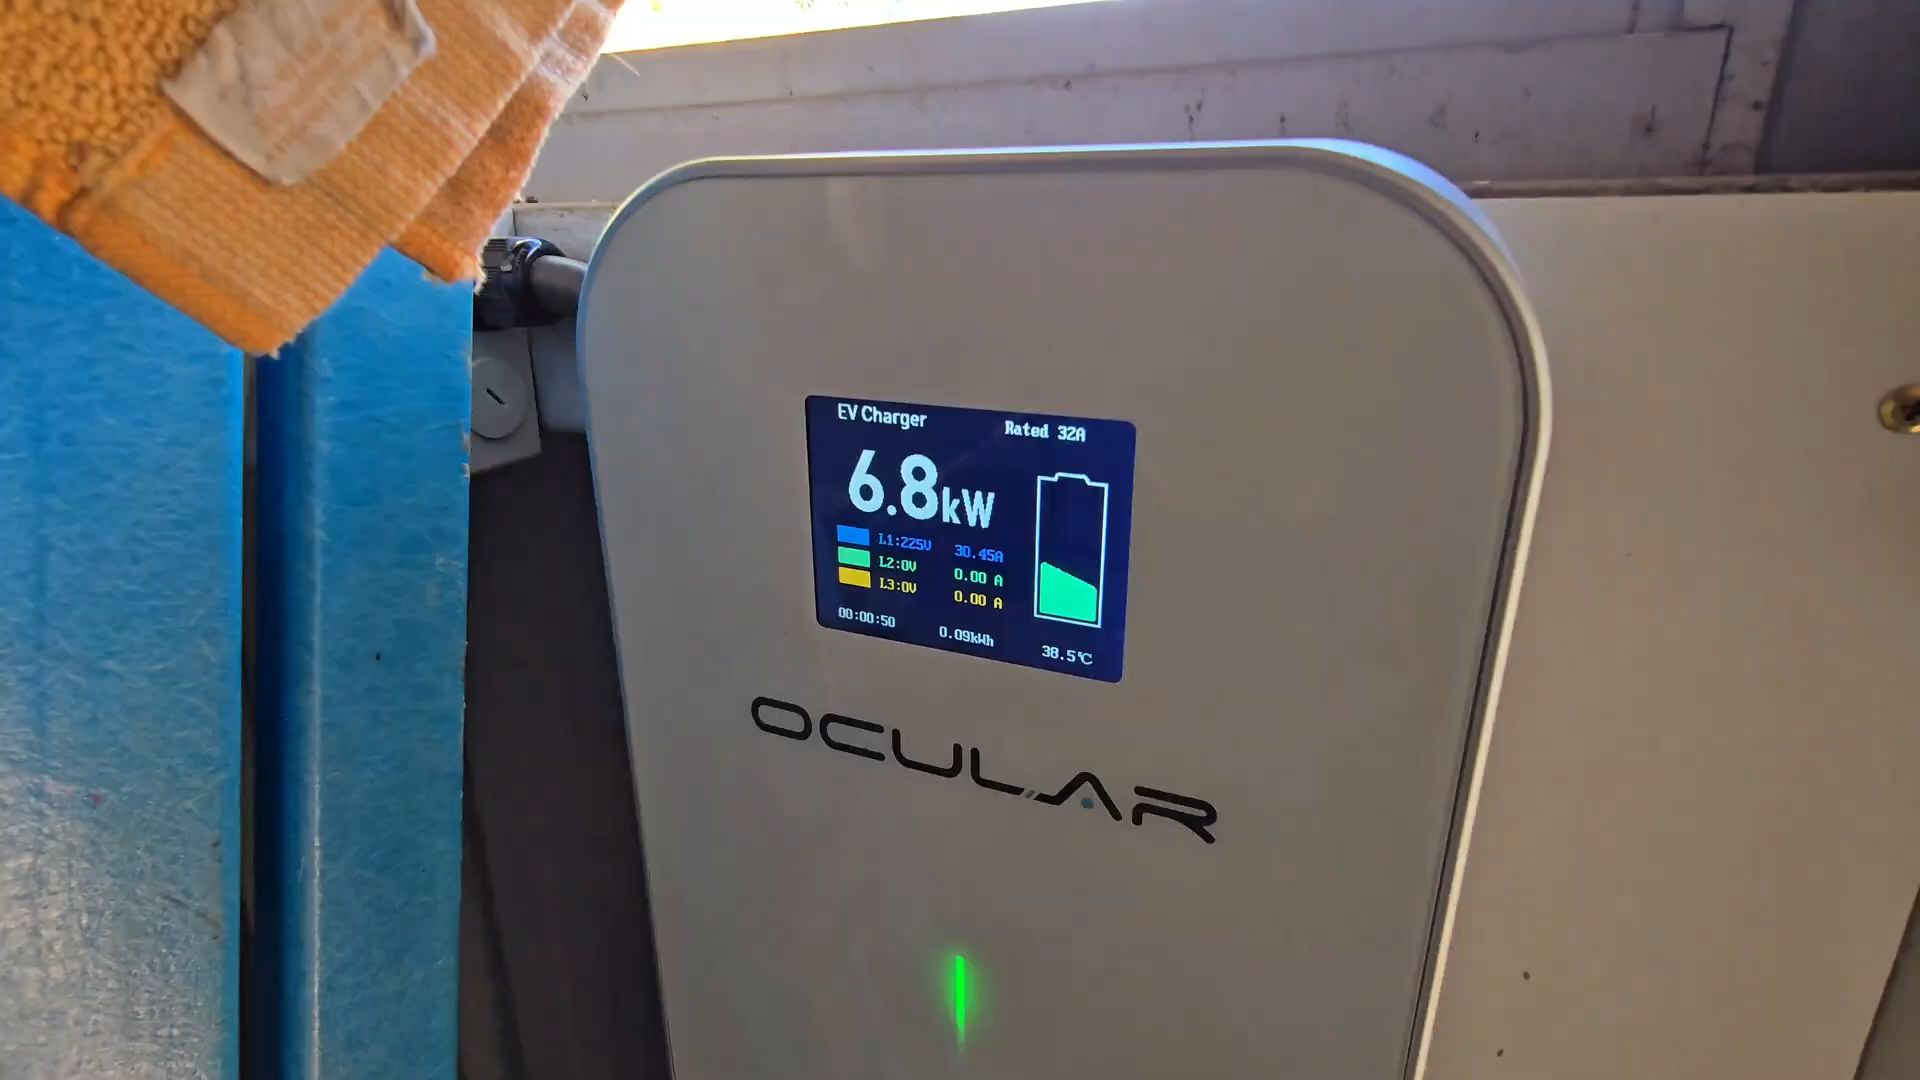 EV Charger Rated 32A
6.8kW
L1:225V 30.45A
L2:0V 0.00 A
L3:0V 0.00 A
00:00:50 0.09kWh 38.5℃
OCULAR